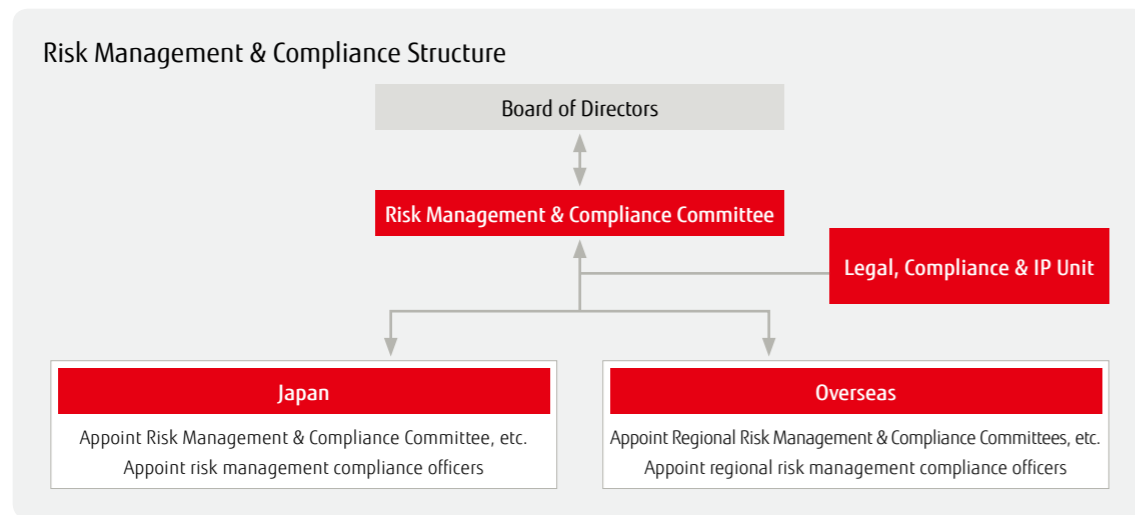 Risk Management & Compliance Structure
Board of Directors
Risk Management & Compliance Committee
Legal, Compliance & IP Unit
Japan
Appoint Risk Management & Compliance Committee, etc.
Appoint risk management compliance officers
Overseas
Appoint Regional Risk Management & Compliance Committees, etc.
Appoint regional risk management compliance officers